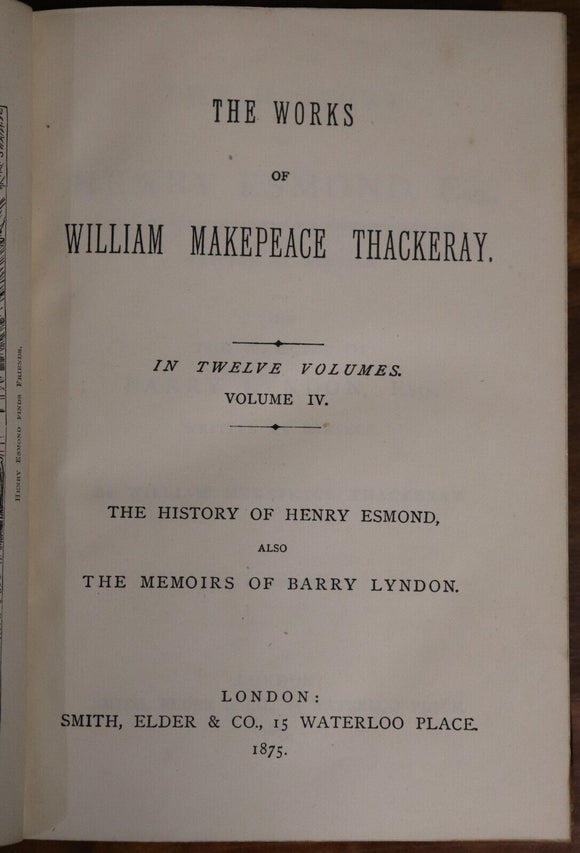 HENRY ESMOND FINDS FRIENDS.
THE WORKS
OF
WILLIAM MAKEPEACE THACKERAY.
IN TWELVE VOLUMES.
VOLUME IV.
THE HISTORY OF HENRY ESMOND,
ALSO
THE MEMOIRS OF BARRY LYNDON.
LONDON:
SMITH, ELDER & CO., 15 WATERLOO PLACE.
1875.